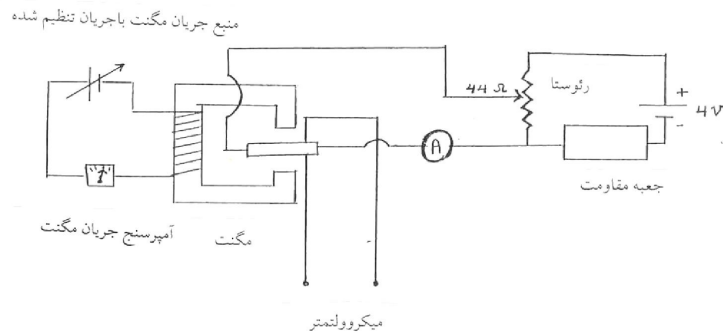 منبع جریان مگنت باجریان تنظیم شده
44 Ω
رئوستا
+
4v
-
A
"I"
جعبه مقاومت
آمپرسنج جریان مگنت
مگنت
میکروولتمتر